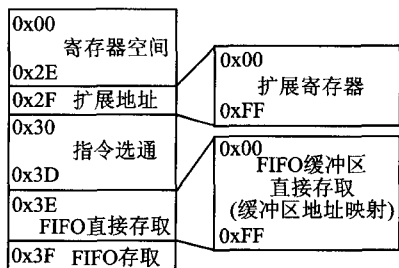 0x00
寄存器空间
0x2E
0x2F 扩展地址
0x30
指令选通
0x3D
0x3E
FIFO直接存取
0x3F FIFO存取
0x00
扩展寄存器
0xFF
0x00
FIFO缓冲区
直接存取
(缓冲区地址映射)
0xFF